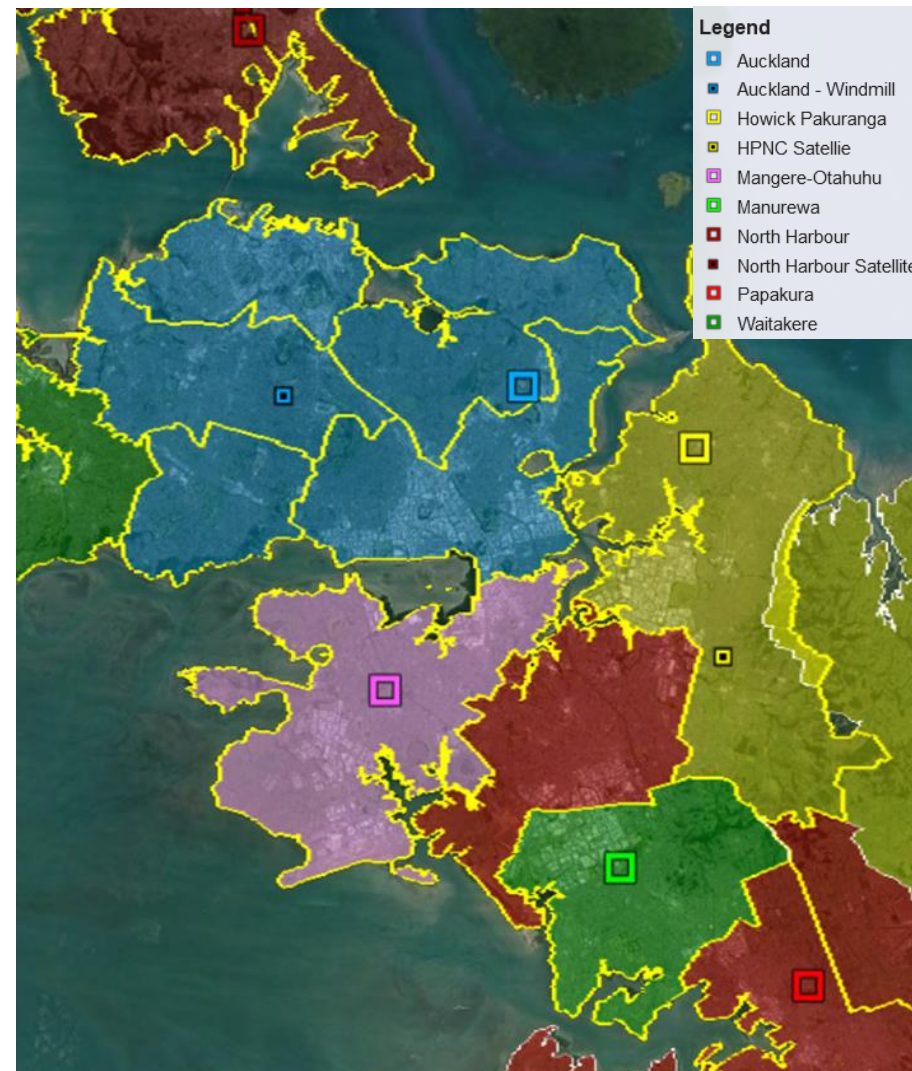 Legend
Auckland
Auckland - Windmill
Howick Pakuranga
HPNC Satellie
Mangere-Otahuhu
Manurewa
North Harbour
North Harbour Satellite
Papakura
Waitakere